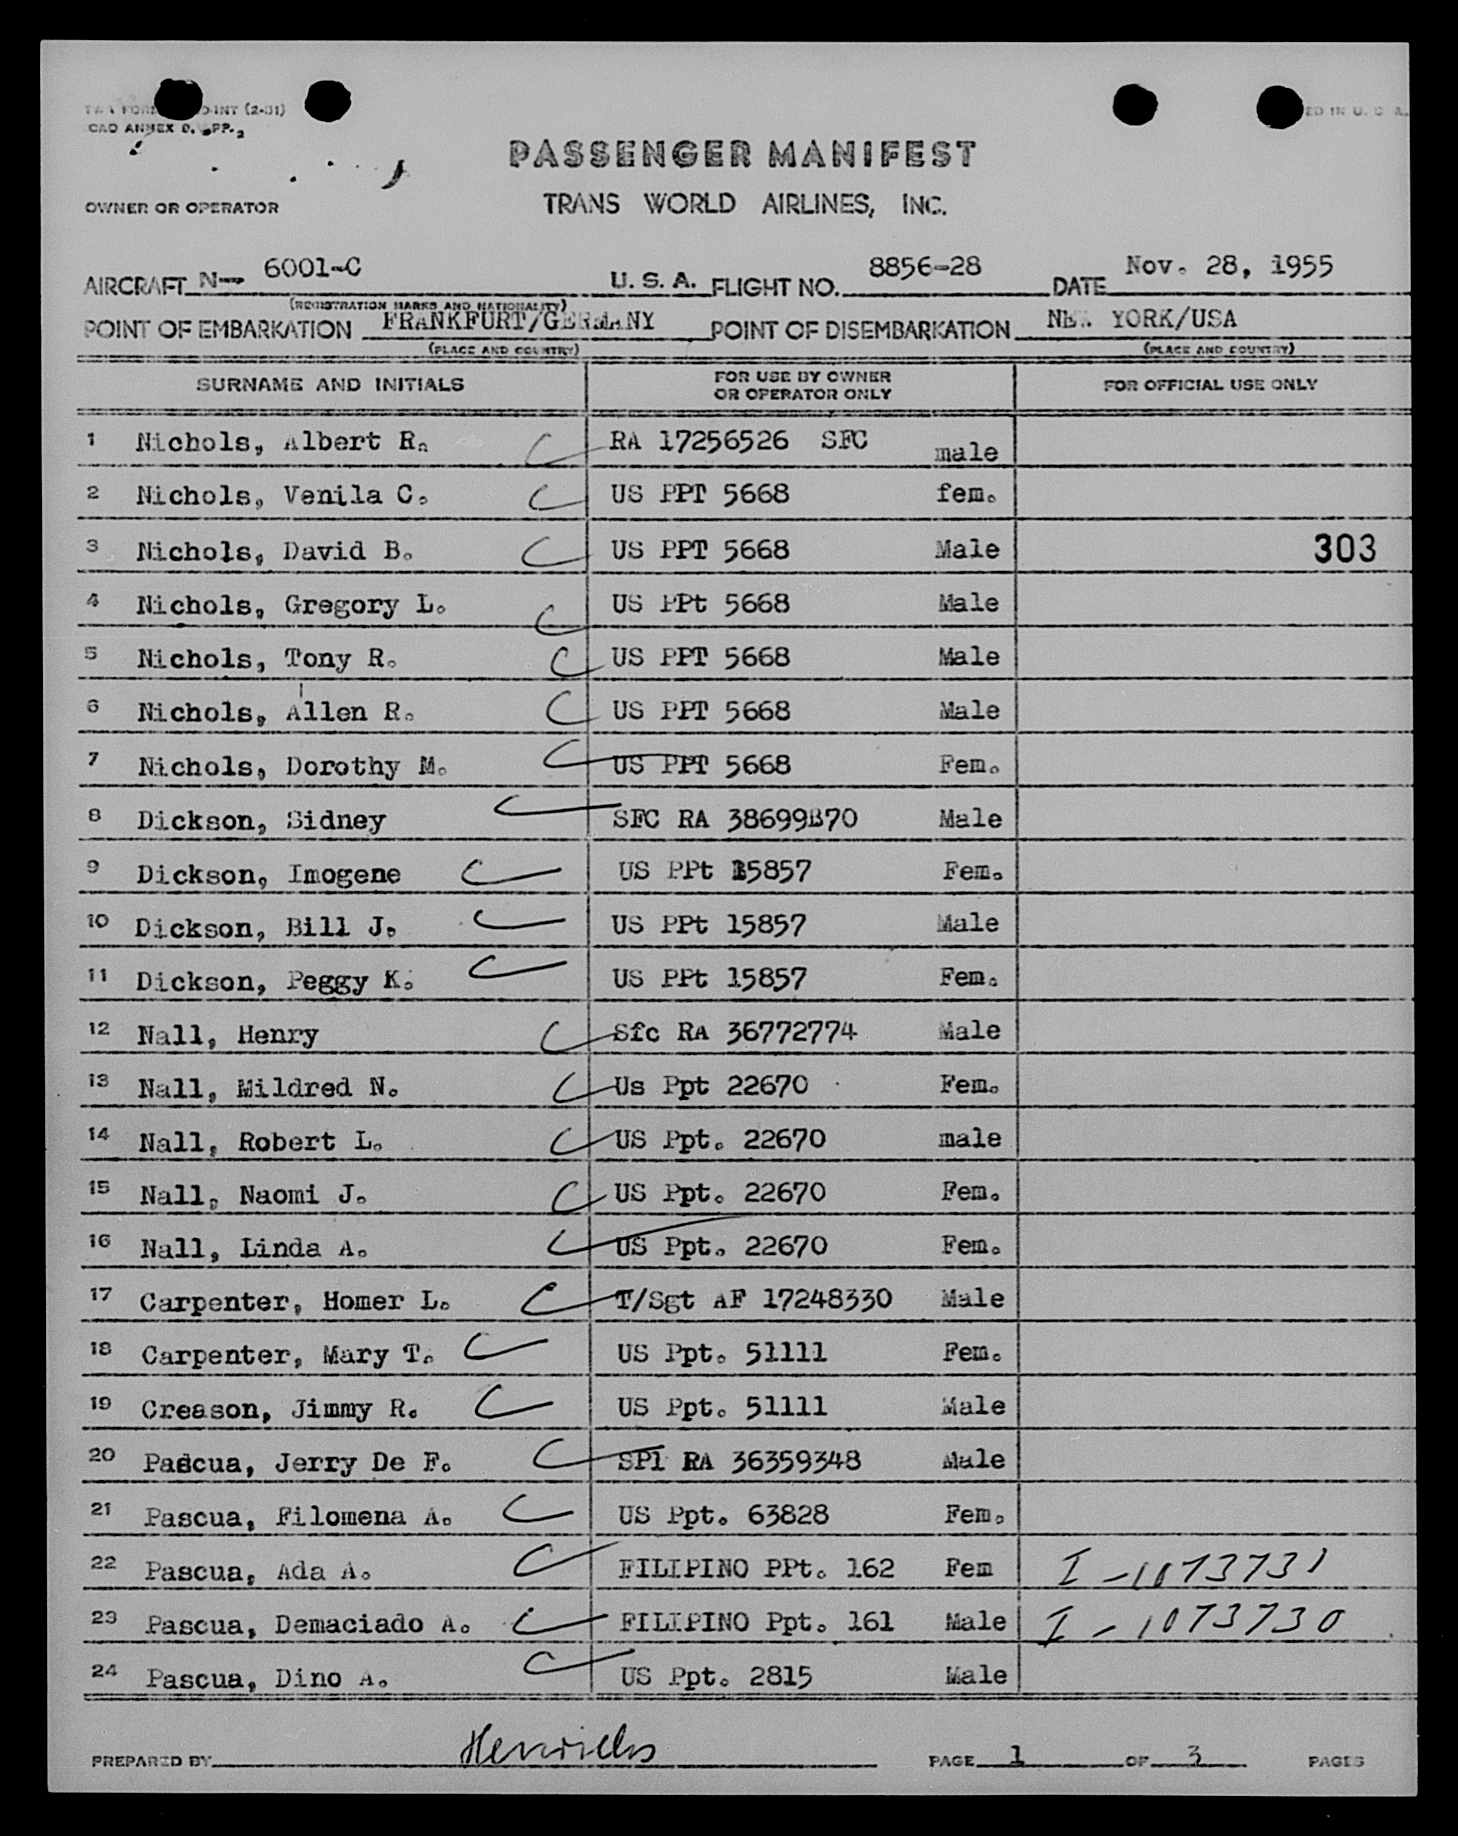 (2-51)
ICAO ANNEX 9, APP. 2
PASSENGER MANIFEST
OWNER OR OPERATOR TRANS WORLD AIRLINES, INC.
AIRCRAFT N-- 6001-C U. S. A. FLIGHT NO. 8856-28 DATE Nov. 28, 1955
(REGISTRATION MARKS AND NATIONALITY)
POINT OF EMBARKATION FRANKFURT/GERMANY POINT OF DISEMBARKATION NEW YORK/USA
(PLACE AND COUNTRY) (PLACE AND COUNTRY)
SURNAME AND INITIALS FOR USE BY OWNER OR OPERATOR ONLY FOR OFFICIAL USE ONLY
1 Nichols, Albert R. C RA 17256526 SFC male
2 Nichols, Venila C. C US PPT 5668 fem.
3 Nichols, David B. C US PPT 5668 Male 303
4 Nichols, Gregory L. C US PPt 5668 Male
5 Nichols, Tony R. C US PPT 5668 Male
6 Nichols, Allen R. C US PPT 5668 Male
7 Nichols, Dorothy M. C US PPT 5668 Fem.
8 Dickson, Sidney C SFC RA 38699870 Male
9 Dickson, Imogene C US PPt 15857 Fem.
10 Dickson, Bill J. C US PPt 15857 Male
11 Dickson, Peggy K. C US PPt 15857 Fem.
12 Nall, Henry C Sfc RA 36772774 Male
13 Nall, Mildred N. C Us Ppt 22670 Fem.
14 Nall, Robert L. C US Ppt. 22670 male
15 Nall, Naomi J. C US Ppt. 22670 Fem.
16 Nall, Linda A. C US Ppt. 22670 Fem.
17 Carpenter, Homer L. C T/Sgt AF 17248330 Male
18 Carpenter, Mary T. C US Ppt. 51111 Fem.
19 Creason, Jimmy R. C US Ppt. 51111 Male
20 Pascua, Jerry De F. C SP1 RA 36359348 Male
21 Pascua, Filomena A. C US Ppt. 63828 Fem.
22 Pascua, Ada A. C FILIPINO PPt. 162 Fem I-1073731
23 Pascua, Demaciado A. C FILIPINO Ppt. 161 Male I-1073730
24 Pascua, Dino A. C US Ppt. 2815 Male
PREPARED BY Henrichs PAGE 1 OF 3 PAGES